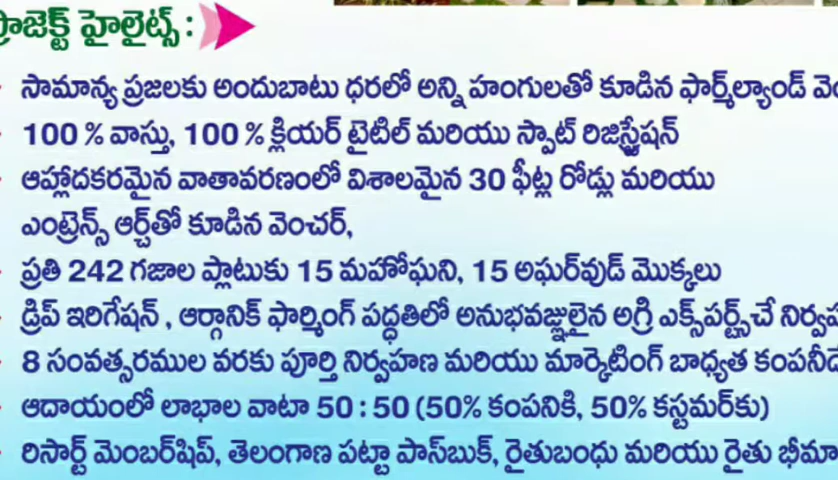 ప్రాజెక్ట్ హైలైట్స్ :
సామాన్య ప్రజలకు అందుబాటు ధరలో అన్ని హంగులతో కూడిన ఫార్మ్‌ల్యాండ్
100 % వాస్తు, 100 % క్లియర్ టైటిల్ మరియు స్పాట్ రిజిస్ట్రేషన్
ఆహ్లాదకరమైన వాతావరణంలో విశాలమైన 30 ఫీట్ల రోడ్లు మరియు
ఎంట్రెన్స్ ఆర్చ్‌తో కూడిన వెంచర్,
ప్రతి 242 గజాల ప్లాటుకు 15 మహోఘని, 15 అఘర్‌వుడ్ మొక్కలు
డ్రిప్ ఇరిగేషన్ , ఆర్గానిక్ ఫార్మింగ్ పద్ధతిలో అనుభవజ్ఞులైన అగ్రి ఎక్స్‌పర్ట్స్‌చే
8 సంవత్సరముల వరకు పూర్తి నిర్వహణ మరియు మార్కెటింగ్ బాధ్యత కంపెనీదే
ఆదాయంలో లాభాల వాటా 50 : 50 (50% కంపనికి, 50% కస్టమర్‌కు)
రిసార్ట్ మెంబర్‌షిప్, తెలంగాణ పట్టా పాస్‌బుక్, రైతుబంధు మరియు రైతు భీమా